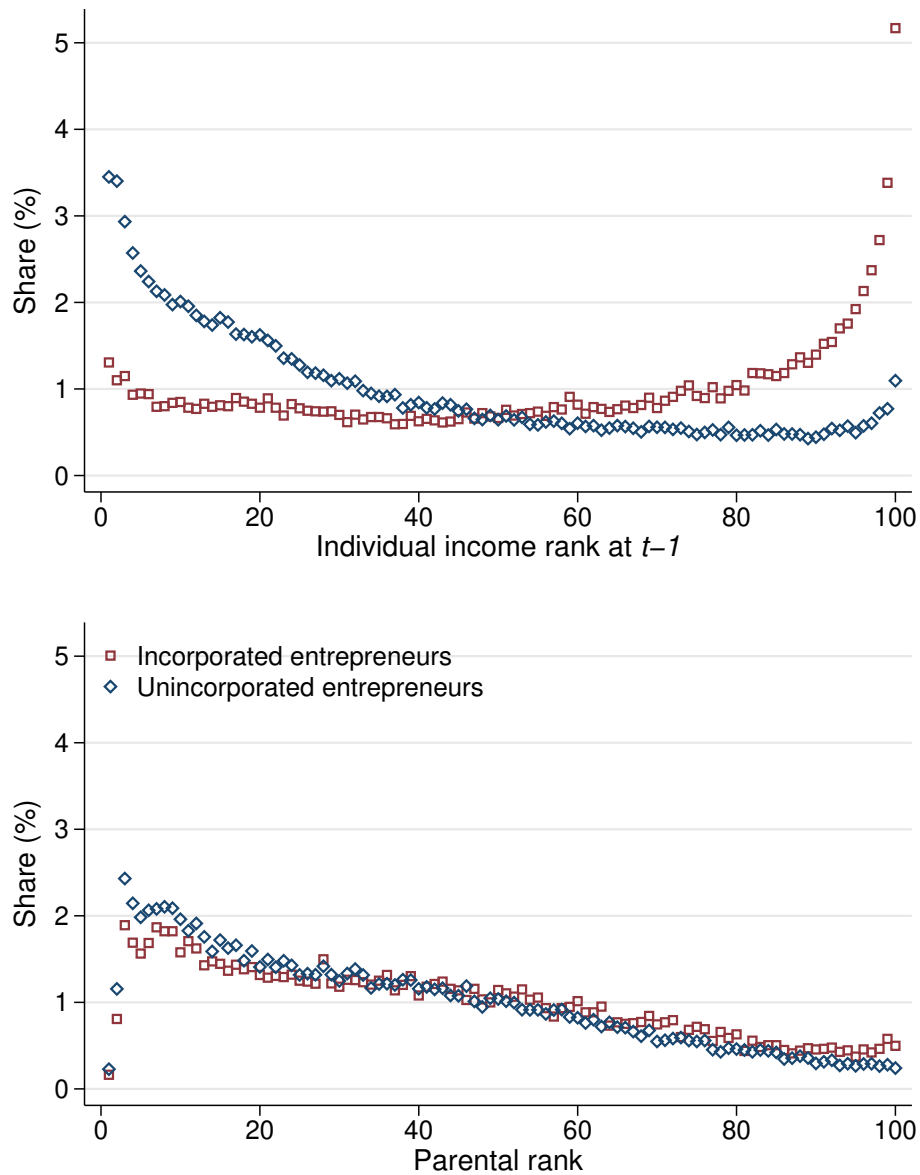 5
4
3
2
1
0
Share (%)
0 20 40 60 80 100
Individual income rank at t−1
5
4
3
2
1
0
Share (%)
Incorporated entrepreneurs
Unincorporated entrepreneurs
0 20 40 60 80 100
Parental rank